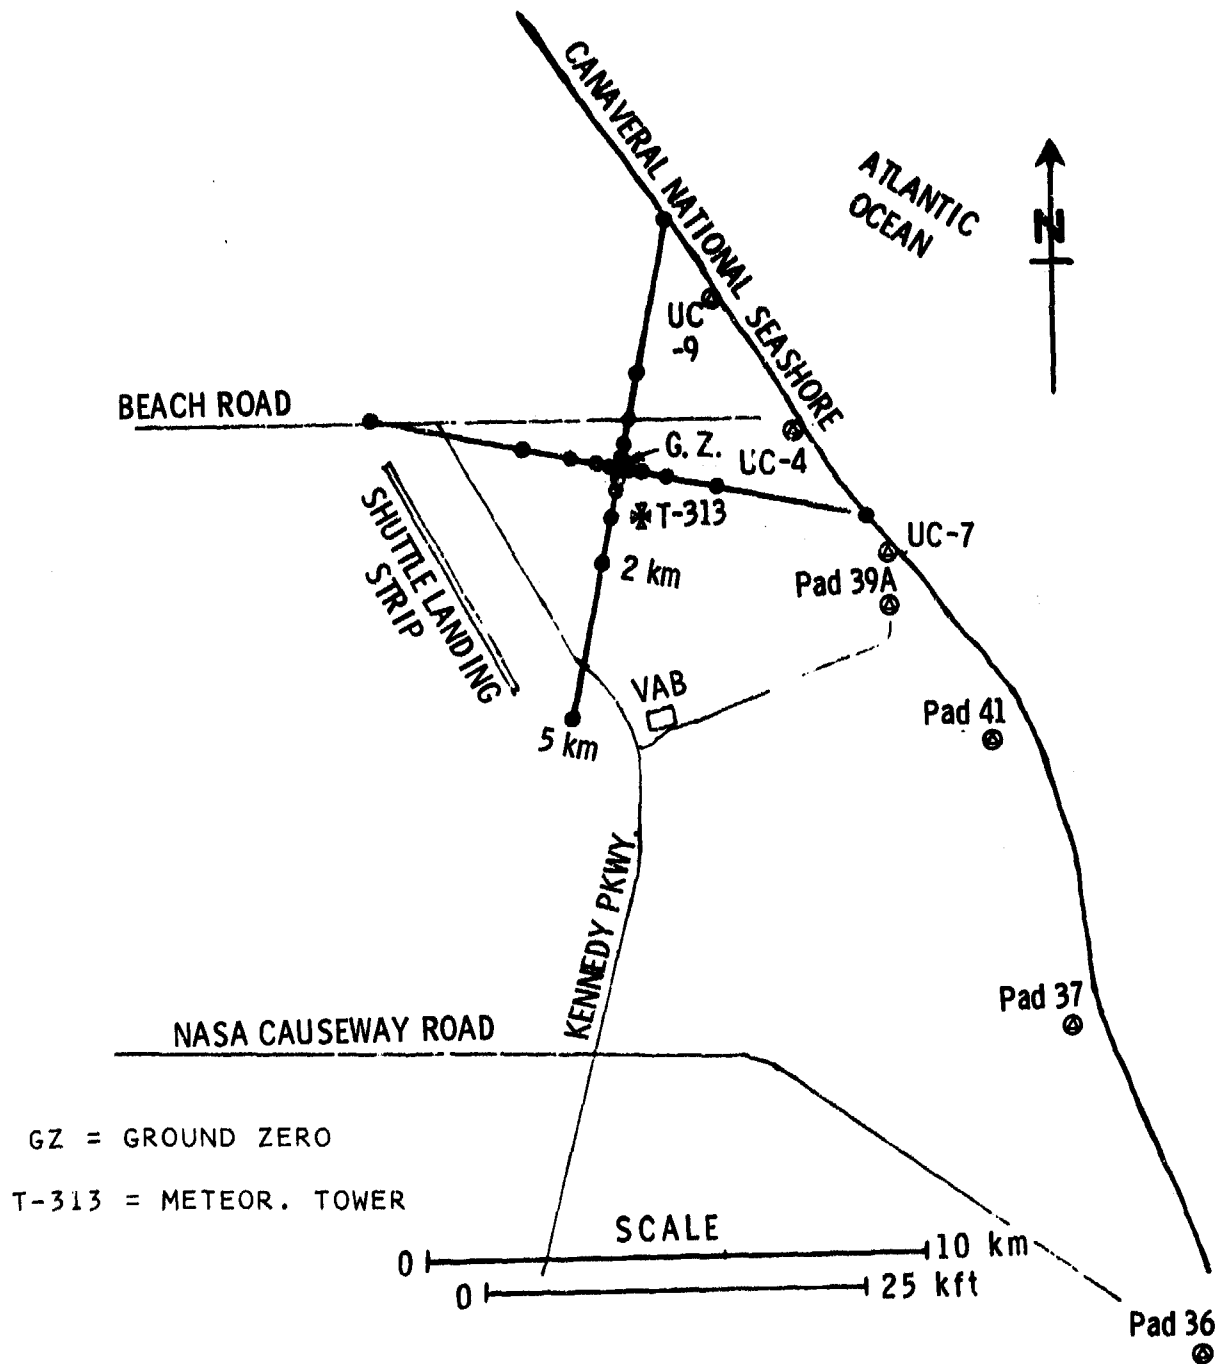 CANAVERAL NATIONAL SEASHORE
ATLANTIC
OCEAN
N
UC
-9
BEACH ROAD
G. Z.
UC-4
T-313
SHUTTLE LANDING
STRIP
UC-7
2 km
Pad 39A
VAB
5 km
Pad 41
KENNEDY PKWY.
Pad 37
NASA CAUSEWAY ROAD
GZ = GROUND ZERO
T-313 = METEOR. TOWER
SCALE
0 10 km
0 25 kft
Pad 36